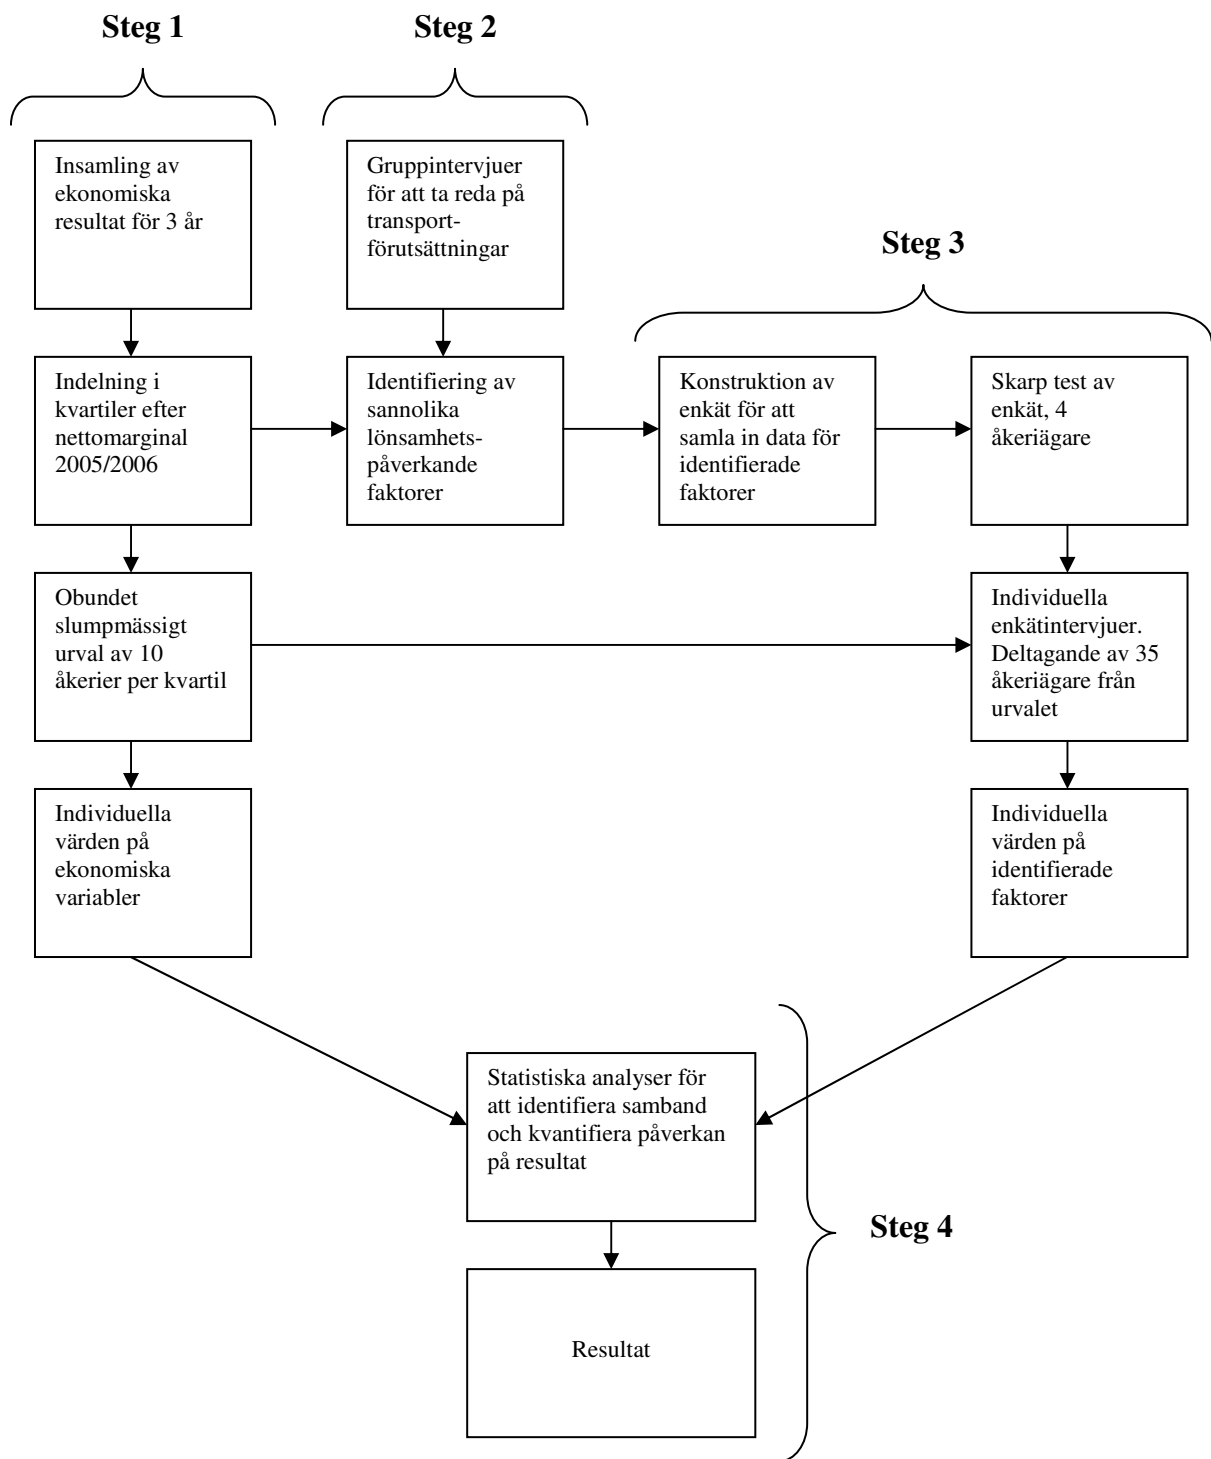 Steg 1
Insamling av
ekonomiska
resultat för 3 år
Indelning i
kvartiler efter
nettomarginal
2005/2006
Obundet
slumpmässigt
urval av 10
åkerier per kvartil
Individuella
värden på
ekonomiska
variabler
Steg 2
Gruppintervjuer
för att ta reda på
transport-
förutsättningar
Identifiering av
sannolika
lönsamhets-
påverkande
faktorer
Steg 3
Konstruktion av
enkät för att
samla in data för
identifierade
faktorer
Skarp test av
enkät, 4
åkeriägare
Individuella
enkätintervjuer.
Deltagande av 35
åkeriägare från
urvalet
Individuella
värden på
identifierade
faktorer
Statistiska analyser för
att identifiera samband
och kvantifiera påverkan
på resultat
Steg 4
Resultat